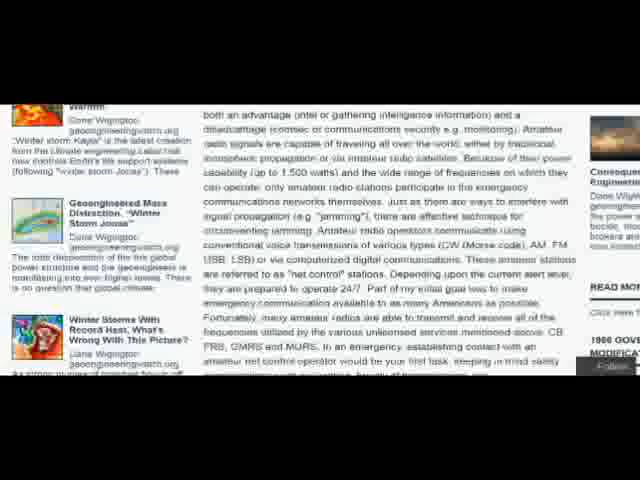 Warmth
Dane Wigington
geoengineeringwatch.org
"Winter storm Kayla" is the latest creation
from the climate engineering cabal that
now controls Earth's life support systems
(following "winter storm Jonas"). These
Geoengineered Mass
Distraction, "Winter
Storm Jonas"
Dane Wigington
geoengineeringwatch.org
The total desperation of the
global power structure and the geoengineers is
There is no question that global climate
Winter Storms With
Record Heat, What's
Wrong With This Picture?
Dane Wigington
geoengineeringwatch.org
both an advantage (intel or gathering intelligence information) and a
disadvantage (comsec or communications security e.g. monitoring). Amateur
radio signals are capable of traveling all over the world, either by traditional
ionospheric propagation or via amateur radio satellites. Because of their power
capability (up to 1,500 watts) and the wide range of frequencies on which they
can operate, only amateur radio stations participate in the emergency
communications networks themselves. Just as there are ways to interfere with
signal propagation (e.g. "jamming"), there are effective technique for
circumventing jamming. Amateur radio operators communicate using
conventional voice transmissions of various types (CW (Morse code), AM, FM
USB, LSB) or via computerized digital communications. These amateur stations
are referred to as "net control" stations. Depending upon the current alert level,
they are prepared to operate 24/7. Part of my initial goal was to make
emergency communication available to as many Americans as possible.
Fortunately, many amateur radios are able to transmit and receive all of the
frequencies utilized by the various unlicensed services mentioned above: CB,
FRS, GMRS and MURS. In an emergency, establishing contact with an
amateur net control operator would be your first task, keeping in mind safety
Consequen
Engineering
Dane Wig
geoengineeri
the power
READ MOR
Click Here
1966 GOVE
MODIFICAT
Follow